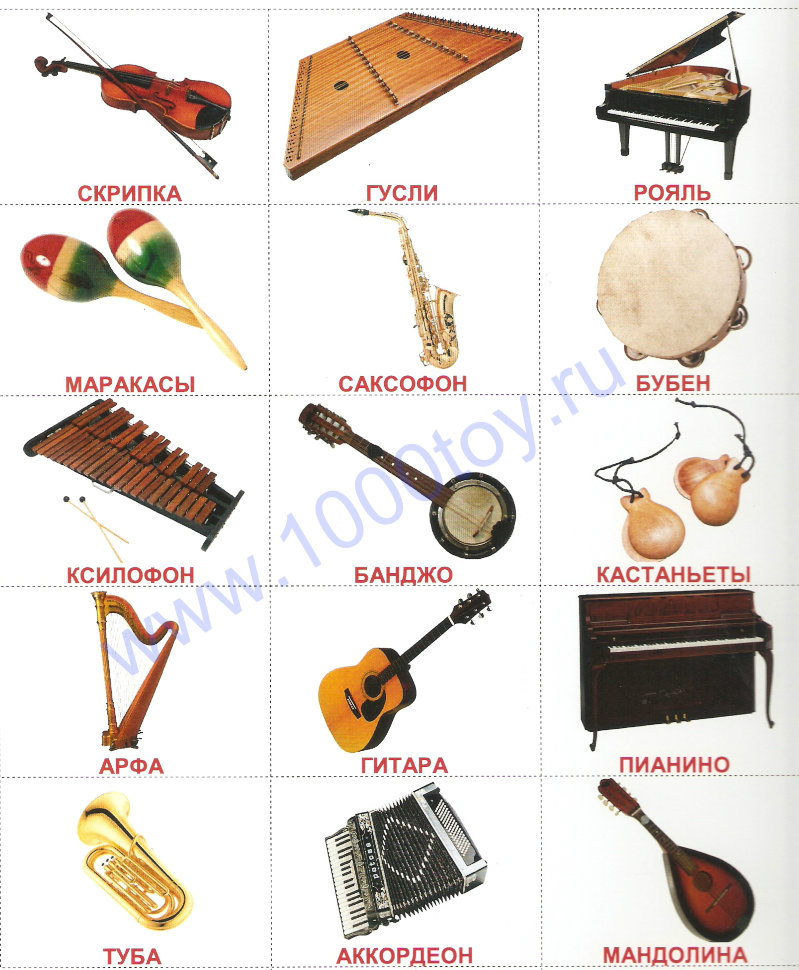 СКРИПКА
ГУСЛИ
РОЯЛЬ
МАРАКАСЫ
САКСОФОН
БУБЕН
КСИЛОФОН
БАНДЖО
КАСТАНЬЕТЫ
АРФА
ГИТАРА
ПИАНИНО
ТУБА
АККОРДЕОН
МАНДОЛИНА
www.1000toy.ru